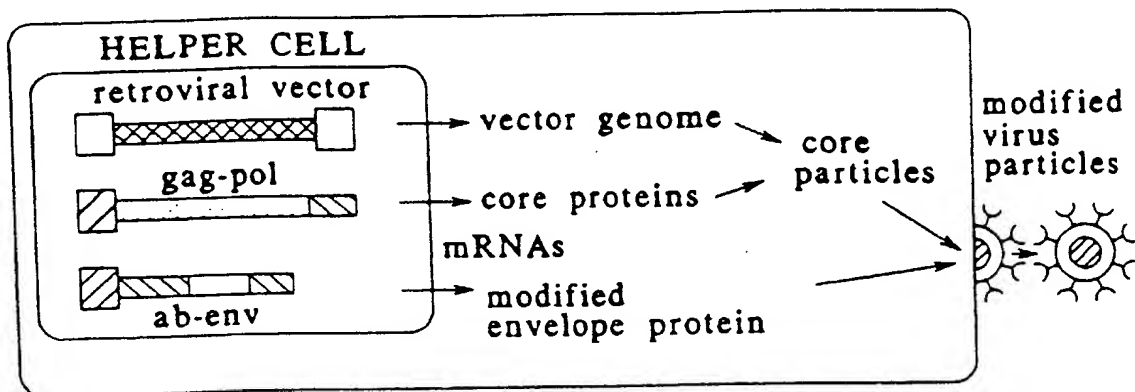 HELPER CELL
retroviral vector
gag-pol
ab-env
mRNAs
vector genome
core proteins
modified
envelope protein
core
particles
modified
virus
particles